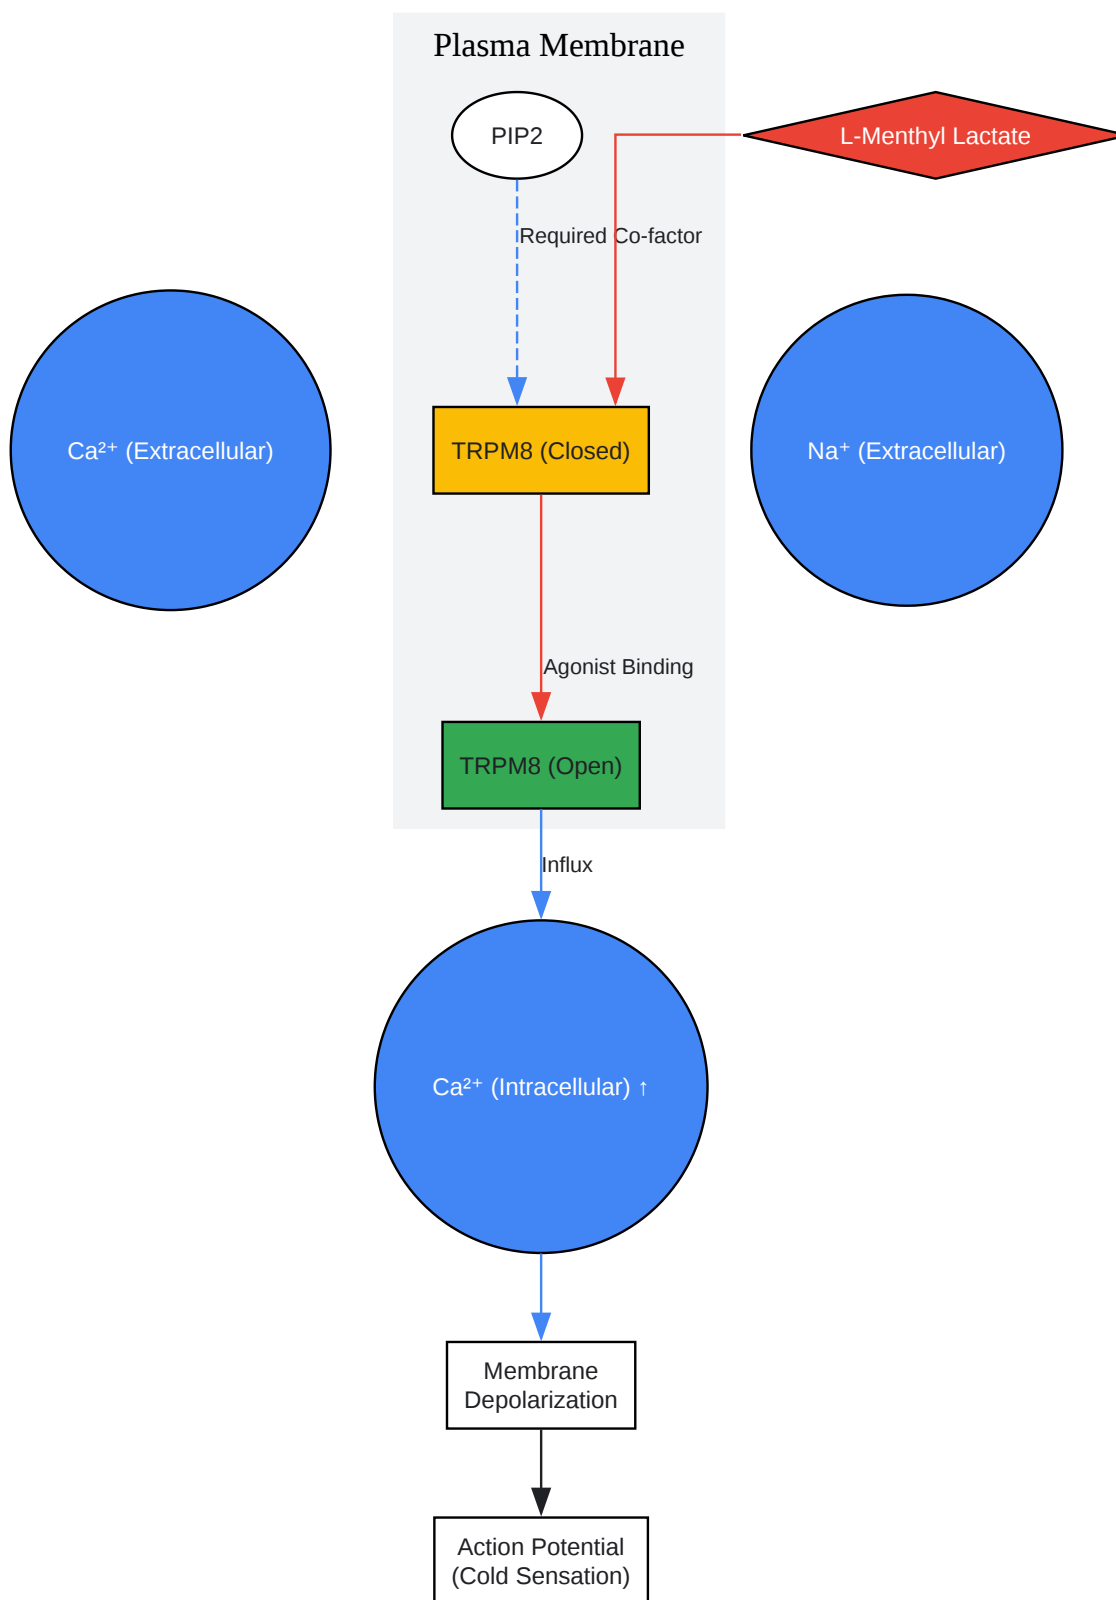 Plasma Membrane
PIP2
L-Menthyl Lactate
Required Co-factor
Ca²⁺ (Extracellular)
TRPM8 (Closed)
Na⁺ (Extracellular)
Agonist Binding
TRPM8 (Open)
Influx
Ca²⁺ (Intracellular) ↑
Membrane
Depolarization
Action Potential
(Cold Sensation)